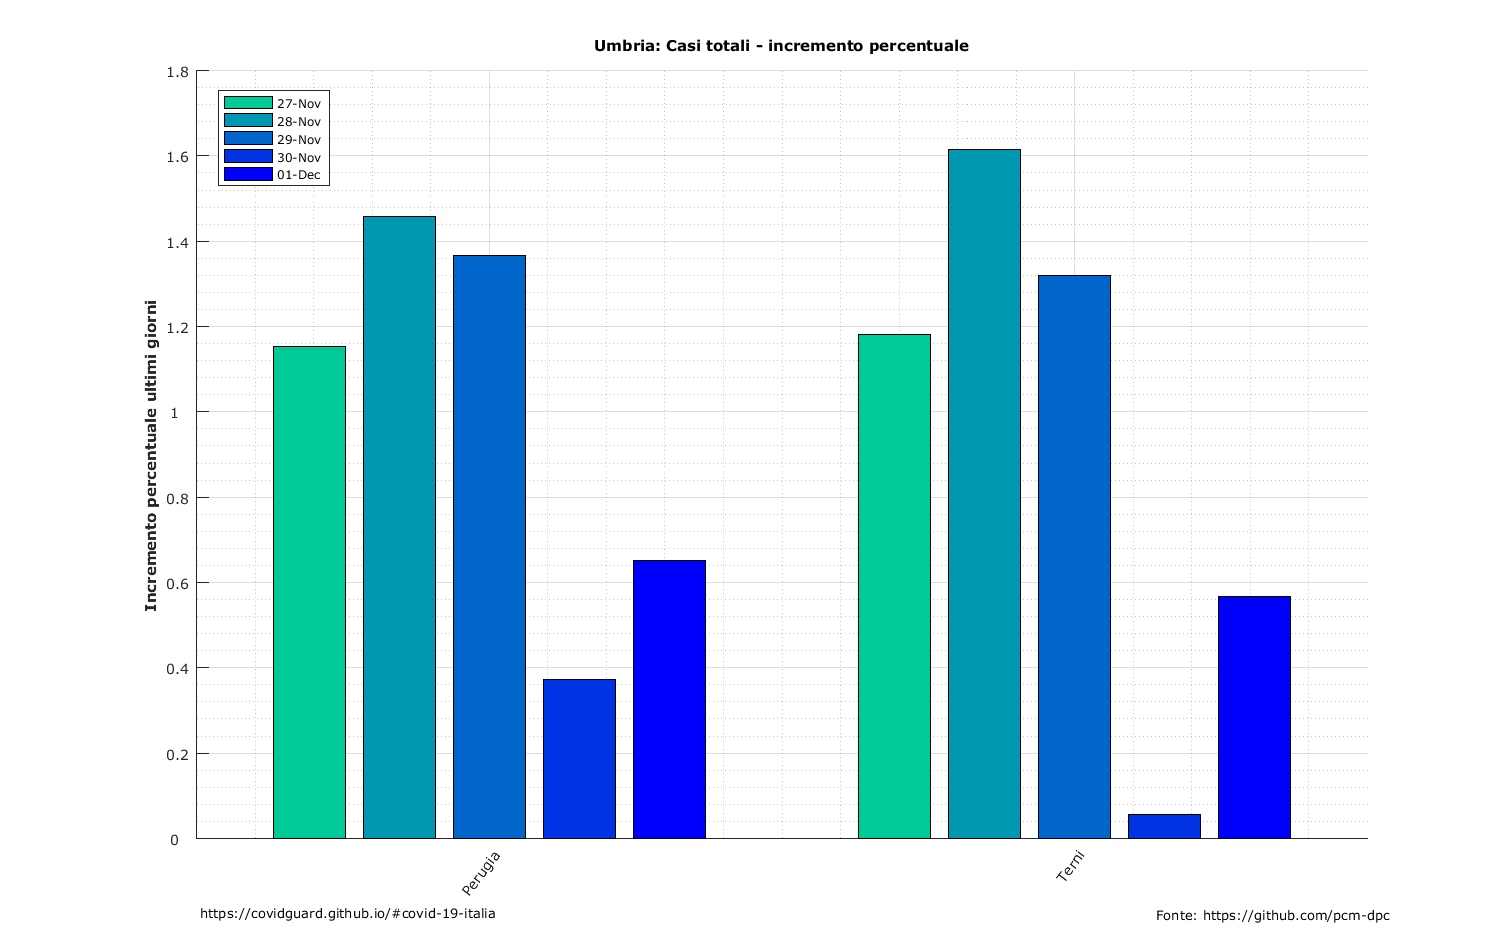 Umbria: Casi totali - incremento percentuale
1.8
1.6
1.4
1.2
1
0.8
0.6
0.4
0.2
0
Incremento percentuale ultimi giorni
27-Nov
28-Nov
29-Nov
30-Nov
01-Dec
Perugia
Terni
https://covidguard.github.io/#covid-19-italia
Fonte: https://github.com/pcm-dpc